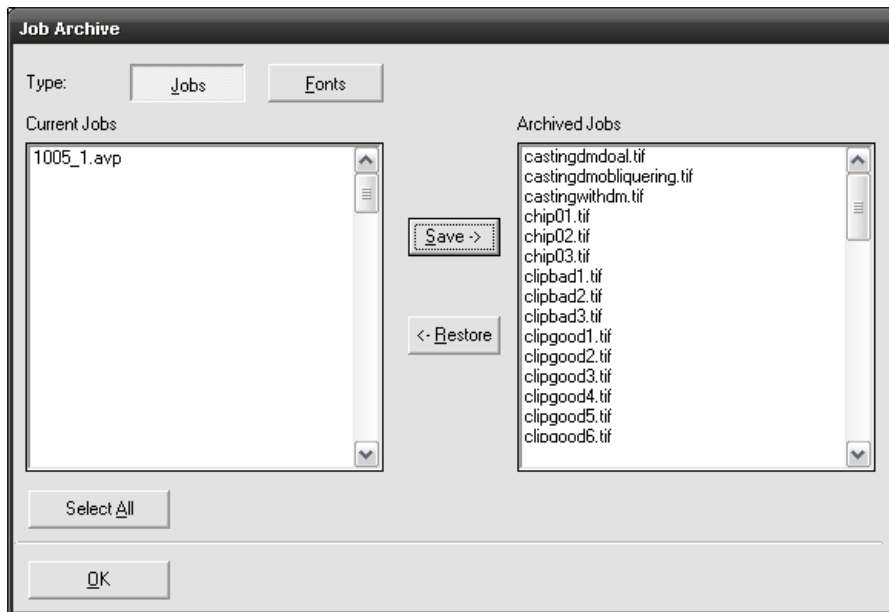 Job Archive
Type:
Jobs
Fonts
Current Jobs
1005_1.avp
Save ->
<- Restore
Archived Jobs
castingdmdoal.tif
castingdmobliquering.tif
castingwithdm.tif
chip01.tif
chip02.tif
chip03.tif
clipbad1.tif
clipbad2.tif
clipbad3.tif
clipgood1.tif
clipgood2.tif
clipgood3.tif
clipgood4.tif
clipgood5.tif
clipgood6.tif
Select All
OK